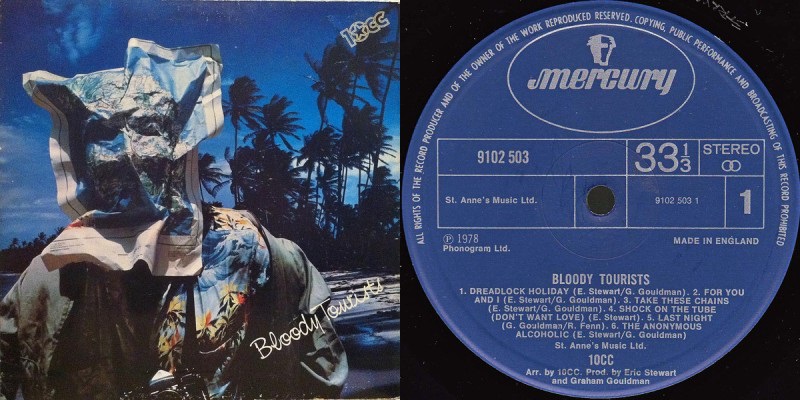 10cc
Bloody Tourists
ALL RIGHTS OF THE RECORD PRODUCER AND OF THE OWNER OF THE WORK REPRODUCED RESERVED. COPYING, PUBLIC PERFORMANCE AND BROADCASTING OF THIS RECORD PROHIBITED
mercury
9102 503
33 1/3
STEREO
St. Anne's Music Ltd.
9102 503 1
1
℗ 1978
Phonogram Ltd.
MADE IN ENGLAND
BLOODY TOURISTS
1. DREADLOCK HOLIDAY (E. Stewart/G. Gouldman). 2. FOR YOU
AND I (E. Stewart/G. Gouldman). 3. TAKE THESE CHAINS
(E. Stewart/G. Gouldman). 4. SHOCK ON THE TUBE
(DON'T WANT LOVE) (E. Stewart). 5. LAST NIGHT
(G. Gouldman/R. Fenn). 6. THE ANONYMOUS
ALCOHOLIC (E. Stewart/G. Gouldman)
St. Anne's Music Ltd.
10CC
Arr. by 10CC. Prod. by Eric Stewart
and Graham Gouldman